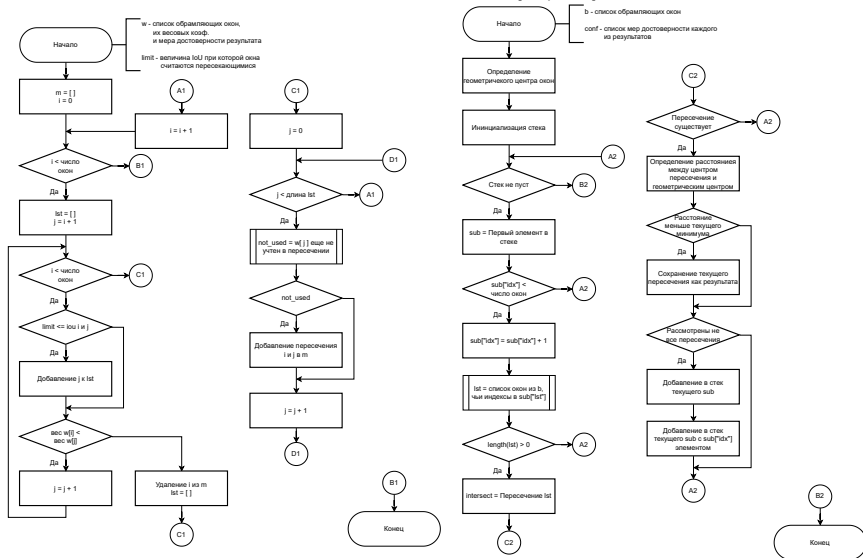 w - список обрамляющих окон,
их весовых коэф.
и мера достоверности результата
limit - величина IoU при которой окна
считаются пересекающимися
Начало
m = [ ]
i = 0
A1
i = i + 1
i < число
окон
B1
Да
lst = [ ]
j = i + 1
i < число
окон
C1
Да
limit <= iou i и j
Да
Добавление j к lst
вес w[i] <
вес w[j]
Да
j = j + 1
Удаление i из m
lst = [ ]
C1
C1
j = 0
D1
j < длина lst
A1
Да
not_used = w[ j ] еще не
учтен в пересечении
not_used
Да
Добавление пересечения
i и j в m
j = j + 1
D1
B1
Конец
b - список обрамляющих окон
conf - список мер достоверности каждого
из результатов
Начало
Определение
геометричекого центра окон
Ининциализация стека
A2
Стек не пуст
B2
Да
sub = Первый элемент в
стеке
sub["idx"] <
число окон
A2
Да
sub["idx"] = sub["idx"] + 1
lst = список окон из b,
чьи индексы в sub["lst"]
length(lst) > 0
A2
Да
intersect = Пересечение lst
C2
C2
Пересечение
существует
A2
Да
Определение расстояниея
между центром
пересечения и
геометрическим центром
Расстояние
меньше текущего
минимума
Да
Сохранение текущего
пересечения как результата
Рассмотрены не
все пересечения
Да
Добавление в стек
текущего sub
Добавление в стек
текущего sub с sub["idx"]
элементом
A2
B2
Конец